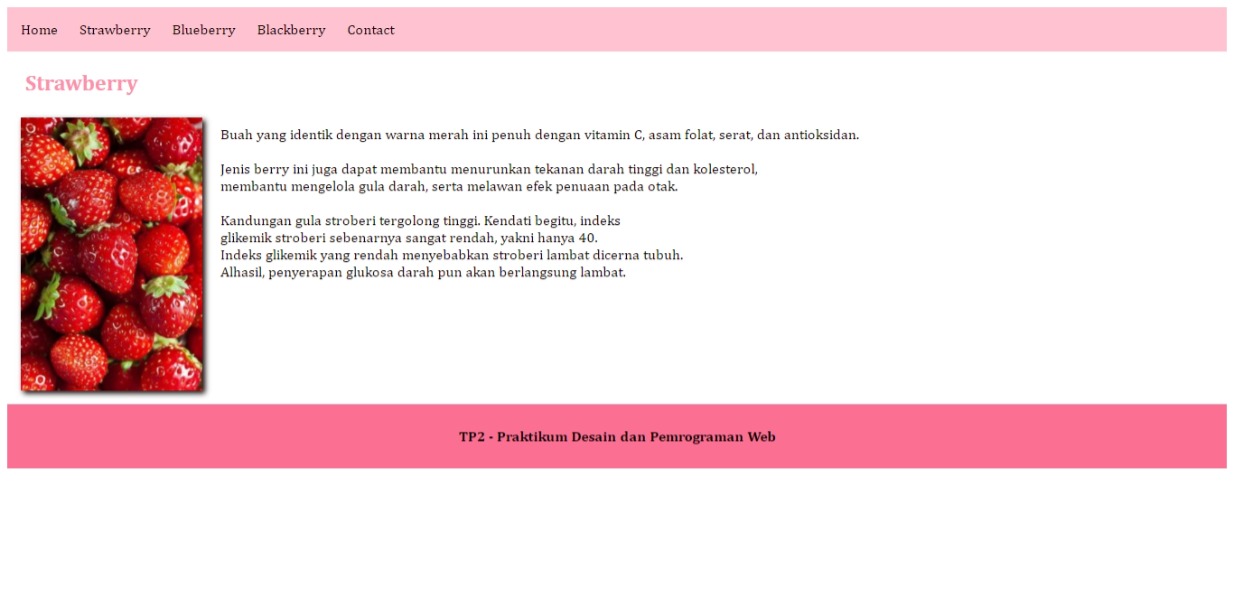 Home Strawberry Blueberry Blackberry Contact
Strawberry
Buah yang identik dengan warna merah ini penuh dengan vitamin C, asam folat, serat, dan antioksidan.
Jenis berry ini juga dapat membantu menurunkan tekanan darah tinggi dan kolesterol,
membantu mengelola gula darah, serta melawan efek penuaan pada otak.
Kandungan gula stroberi tergolong tinggi. Kendati begitu, indeks
glikemik stroberi sebenarnya sangat rendah, yakni hanya 40.
Indeks glikemik yang rendah menyebabkan stroberi lambat dicerna tubuh.
Alhasil, penyerapan glukosa darah pun akan berlangsung lambat.
TP2 - Praktikum Desain dan Pemrograman Web